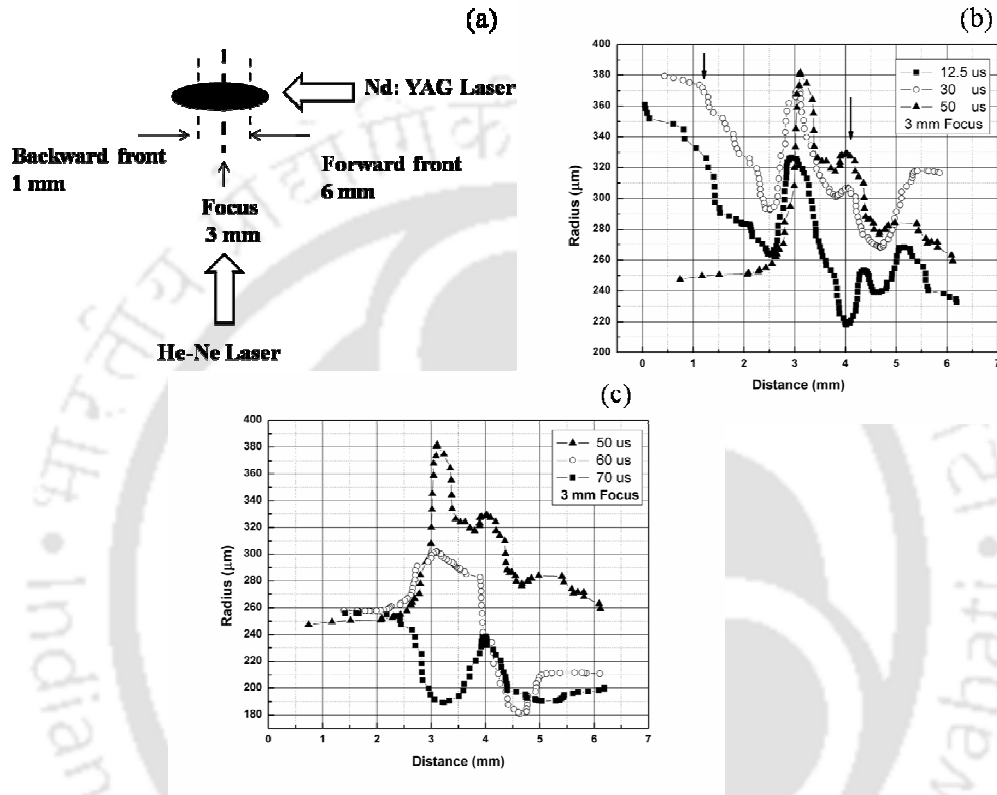 (a)
Nd: YAG Laser
Backward front
1 mm
Forward front
6 mm
Focus
3 mm
He-Ne Laser
(b)
400
380
360
340
320
300
280
260
240
220
200
Radius (μm)
0 1 2 3 4 5 6 7
Distance (mm)
12.5 us
30 us
50 us
3 mm Focus
(c)
400
380
360
340
320
300
280
260
240
220
200
180
Radius (μm)
0 1 2 3 4 5 6 7
Distance (mm)
50 us
60 us
70 us
3 mm Focus
Indian
wahati